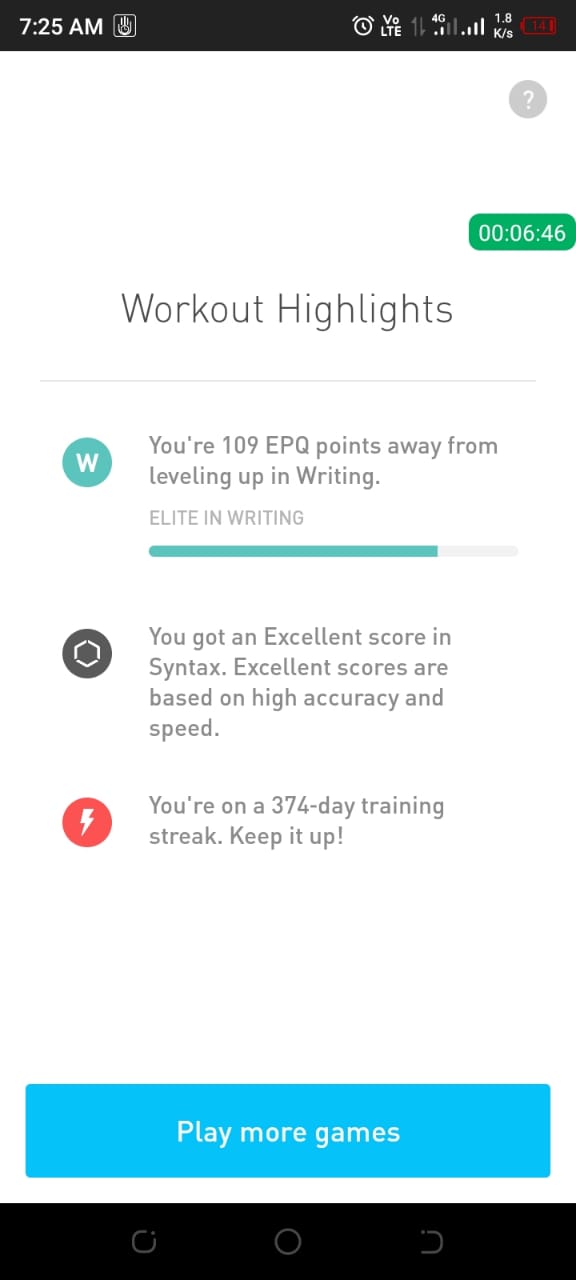 7:25 AM
Vo
LTE
4G
1.8
K/s
14
?
00:06:46
Workout Highlights
W
You're 109 EPQ points away from
leveling up in Writing.
ELITE IN WRITING
You got an Excellent score in
Syntax. Excellent scores are
based on high accuracy and
speed.
You're on a 374-day training
streak. Keep it up!
Play more games